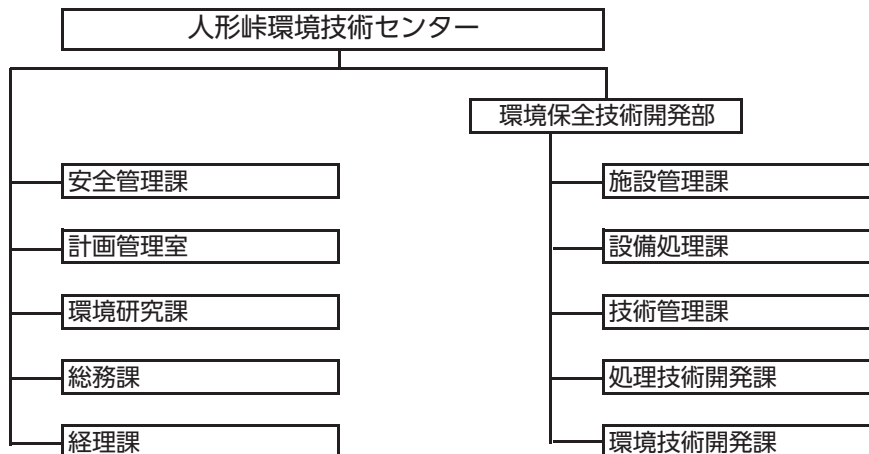 人形峠環境技術センター
環境保全技術開発部
安全管理課
施設管理課
計画管理室
設備処理課
環境研究課
技術管理課
総務課
処理技術開発課
経理課
環境技術開発課